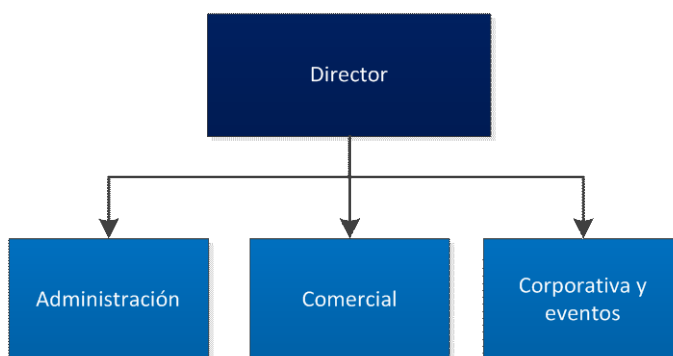 Director
Administración
Comercial
Corporativa y
eventos